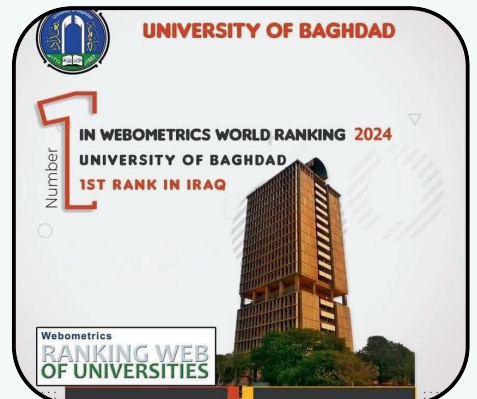 UNIVERSITY OF BAGHDAD
Number 1
IN WEBOMETRICS WORLD RANKING 2024
UNIVERSITY OF BAGHDAD
1ST RANK IN IRAQ
Webometrics
RANKING WEB
OF UNIVERSITIES